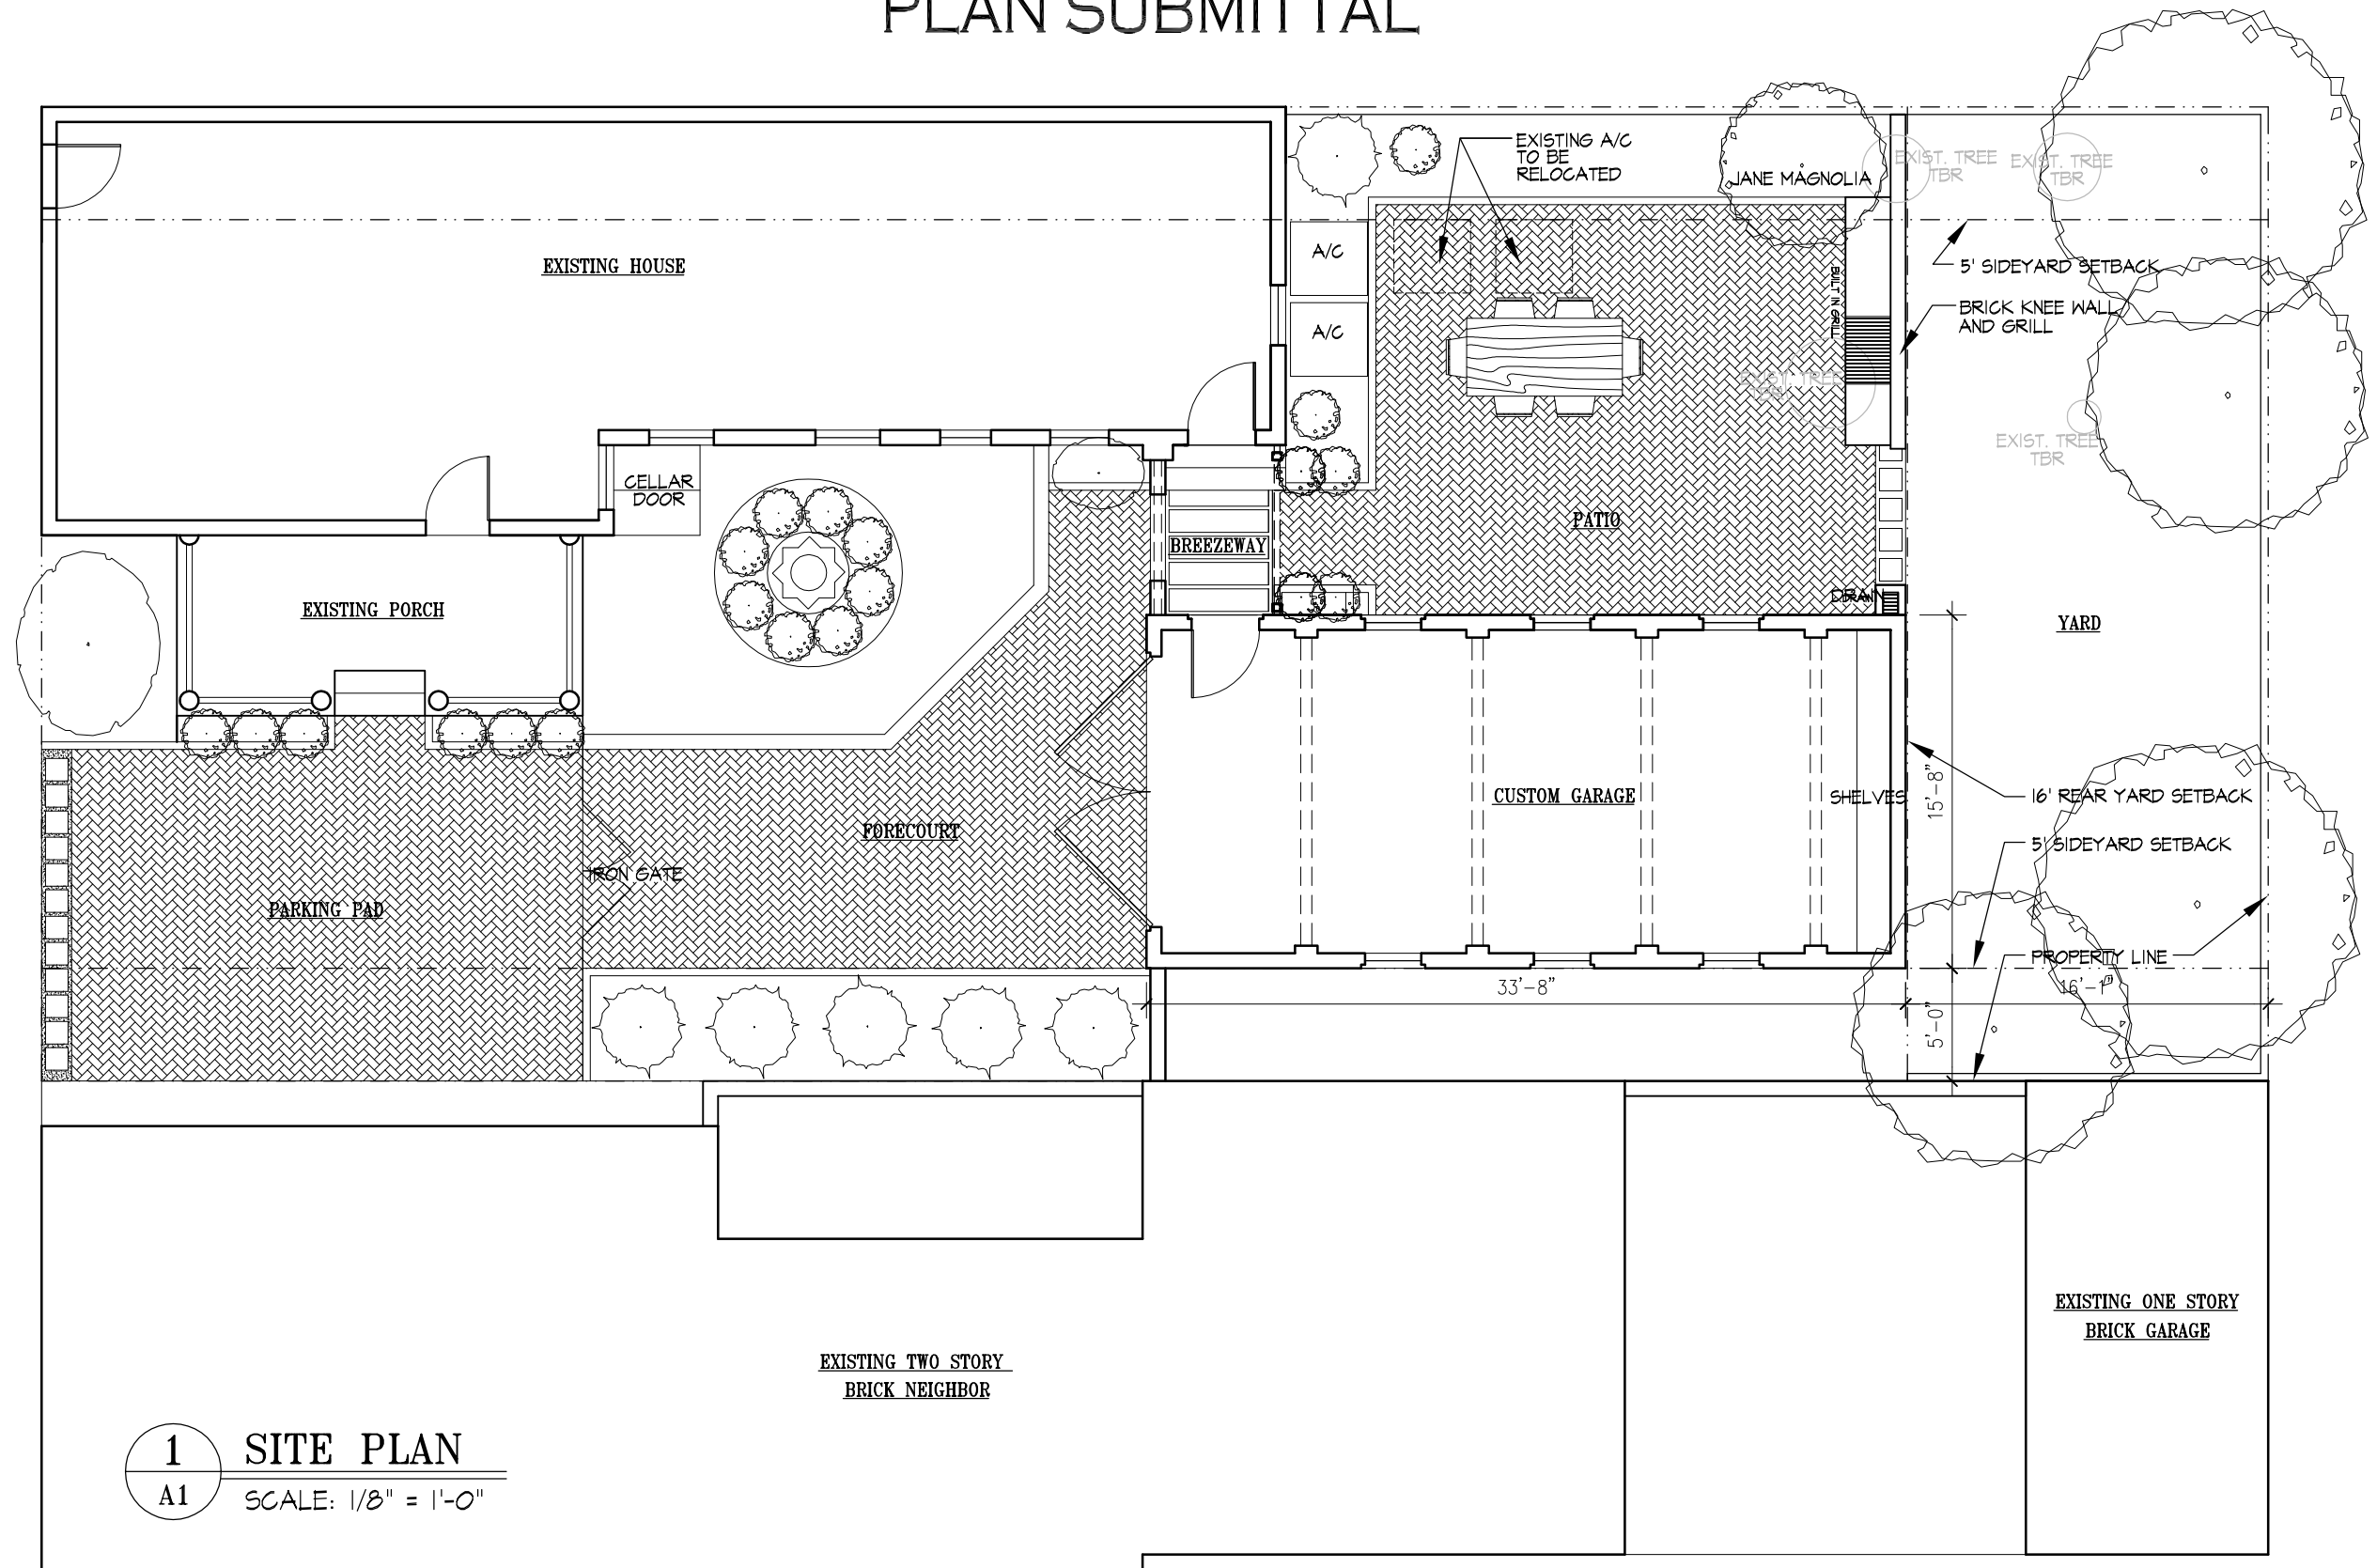 PLAN SUBMITTAL
EXISTING A/C
TO BE
RELOCATED
JANE MAGNOLIA
EXIST. TREE
TBR
EXIST. TREE
TBR
EXISTING HOUSE
A/C
A/C
BUILT IN GRILL
5' SIDEYARD SETBACK
BRICK KNEE WALL
AND GRILL
EXIST. TREE
TBR
EXIST. TREE
TBR
CELLAR
DOOR
BREEZEWAY
PATIO
DRAIN
EXISTING PORCH
YARD
FORECOURT
IRON GATE
PARKING PAD
CUSTOM GARAGE
SHELVES
15'-8"
16' REAR YARD SETBACK
5' SIDEYARD SETBACK
PROPERTY LINE
33'-8"
16'-1"
5'-0"
EXISTING ONE STORY
BRICK GARAGE
EXISTING TWO STORY
BRICK NEIGHBOR
1
A1
SITE PLAN
SCALE: 1/8" = 1'-0"